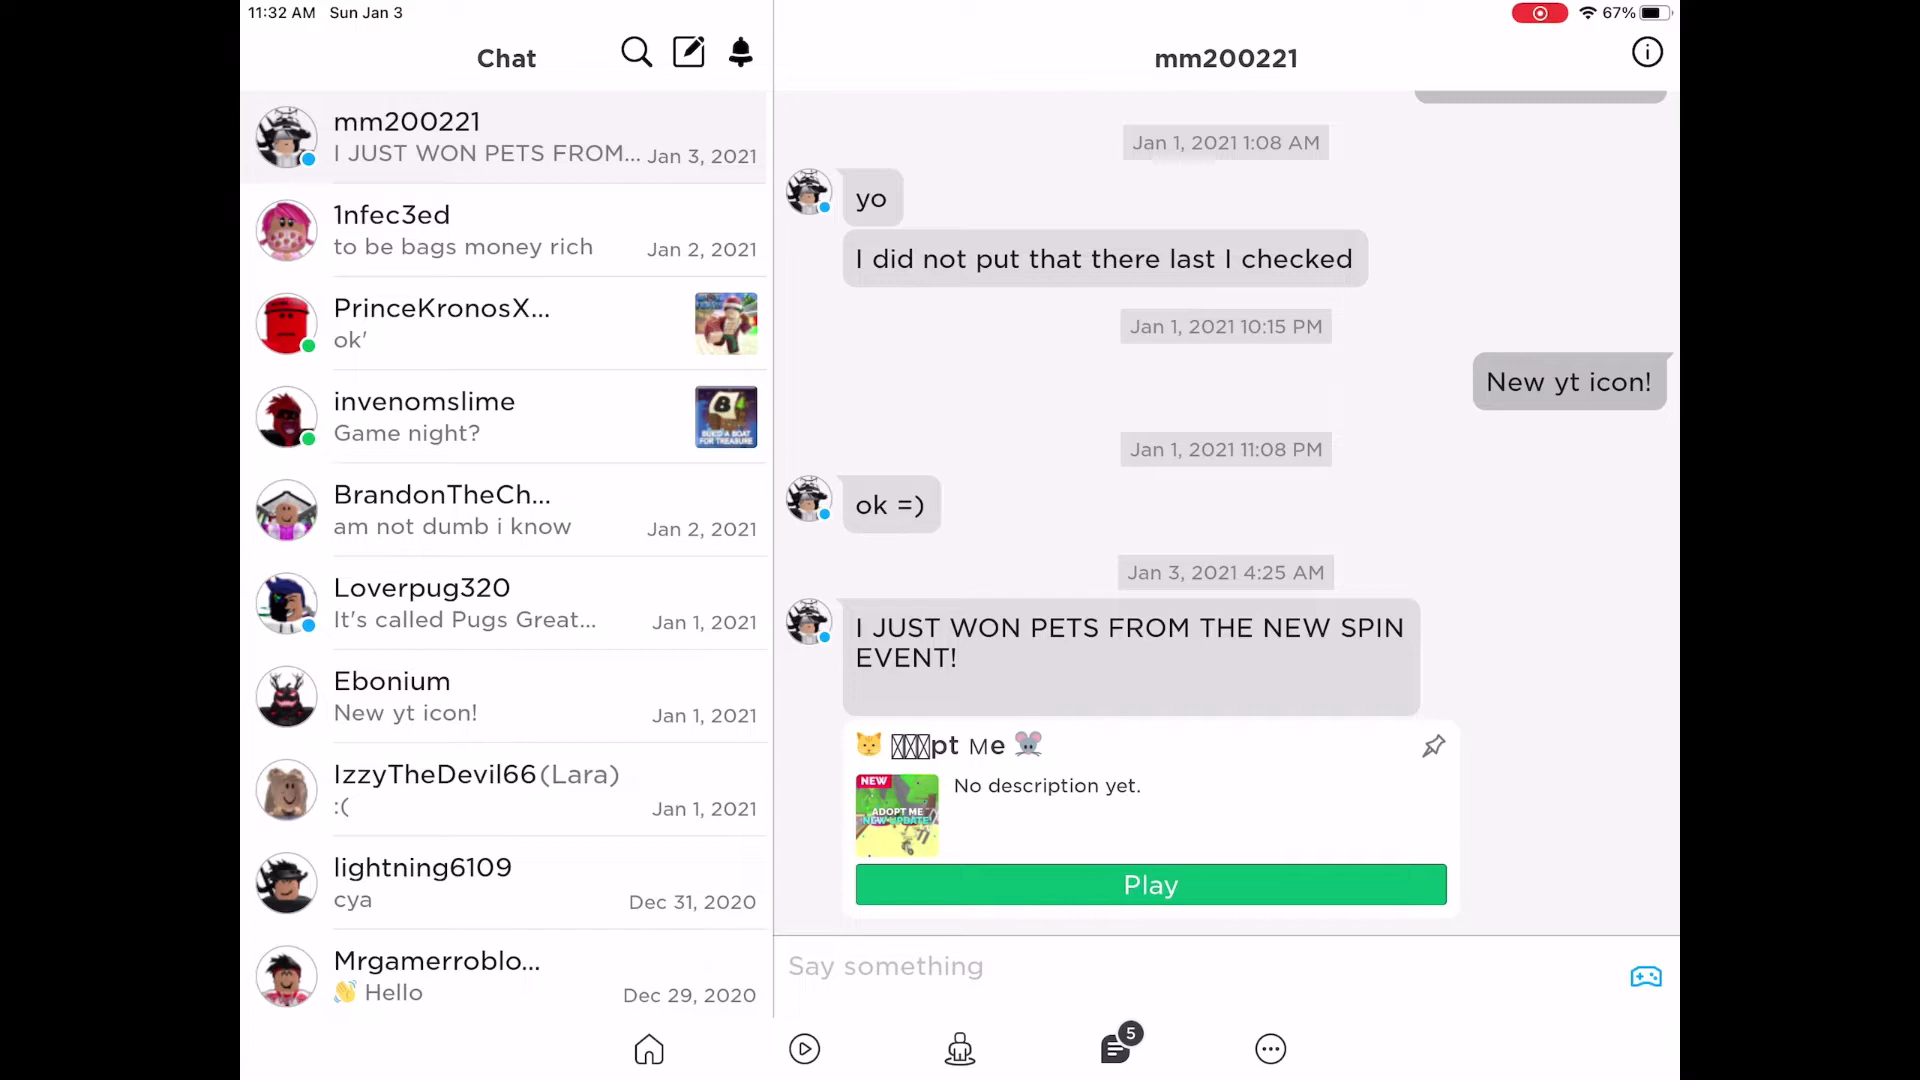 11:32 AM Sun Jan 3
67%
Chat
mm200221
I JUST WON PETS FROM... Jan 3, 2021
1nfec3ed
to be bags money rich Jan 2, 2021
PrinceKronosX...
ok'
invenomslime
Game night?
B
BUILD A BOAT
FOR TREASURE
BrandonTheCh...
am not dumb i know Jan 2, 2021
Loverpug320
It's called Pugs Great... Jan 1, 2021
Ebonium
New yt icon! Jan 1, 2021
IzzyTheDevil66(Lara)
:( Jan 1, 2021
lightning6109
cya Dec 31, 2020
Mrgamerroblo...
👋 Hello Dec 29, 2020
mm200221
Jan 1, 2021 1:08 AM
yo
I did not put that there last I checked
Jan 1, 2021 10:15 PM
New yt icon!
Jan 1, 2021 11:08 PM
ok =)
Jan 3, 2021 4:25 AM
I JUST WON PETS FROM THE NEW SPIN
EVENT!
🐱 pt Me 🐭
NEW
ADOPT ME
NEW UPDATE!
No description yet.
Play
Say something
5